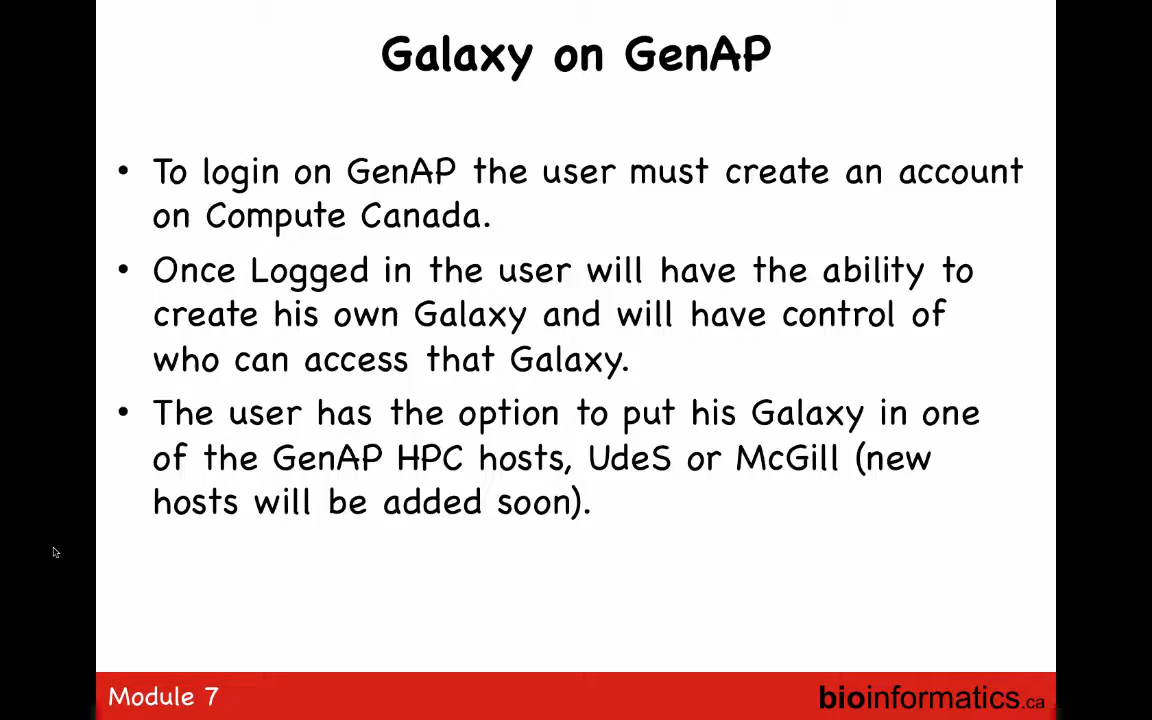 Galaxy on GenAP
• To login on GenAP the user must create an account
on Compute Canada.
• Once Logged in the user will have the ability to
create his own Galaxy and will have control of
who can access that Galaxy.
• The user has the option to put his Galaxy in one
of the GenAP HPC hosts, UdeS or McGill (new
hosts will be added soon).
Module 7
bioinformatics.ca